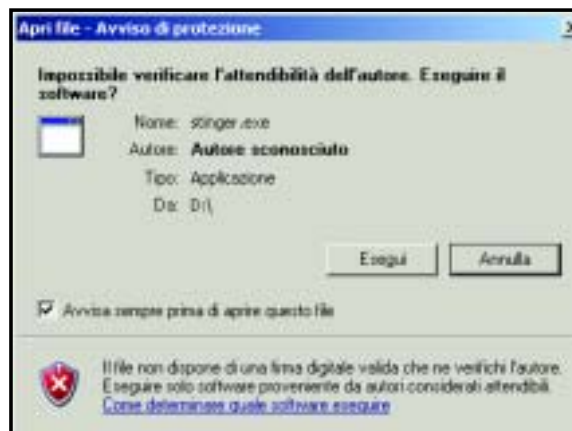 Apri file - Avviso di protezione
Impossibile verificare l'attendibilità dell'autore. Eseguire il
software?
Nome: stinger.exe
Autore: Autore sconosciuto
Tipo: Applicazione
Da: D:\
Esegui Annulla
Avvisa sempre prima di aprire questo file
Il file non dispone di una firma digitale valida che ne verifichi l'autore.
Eseguire solo software proveniente da autori considerati attendibili.
Come determinare quale software eseguire